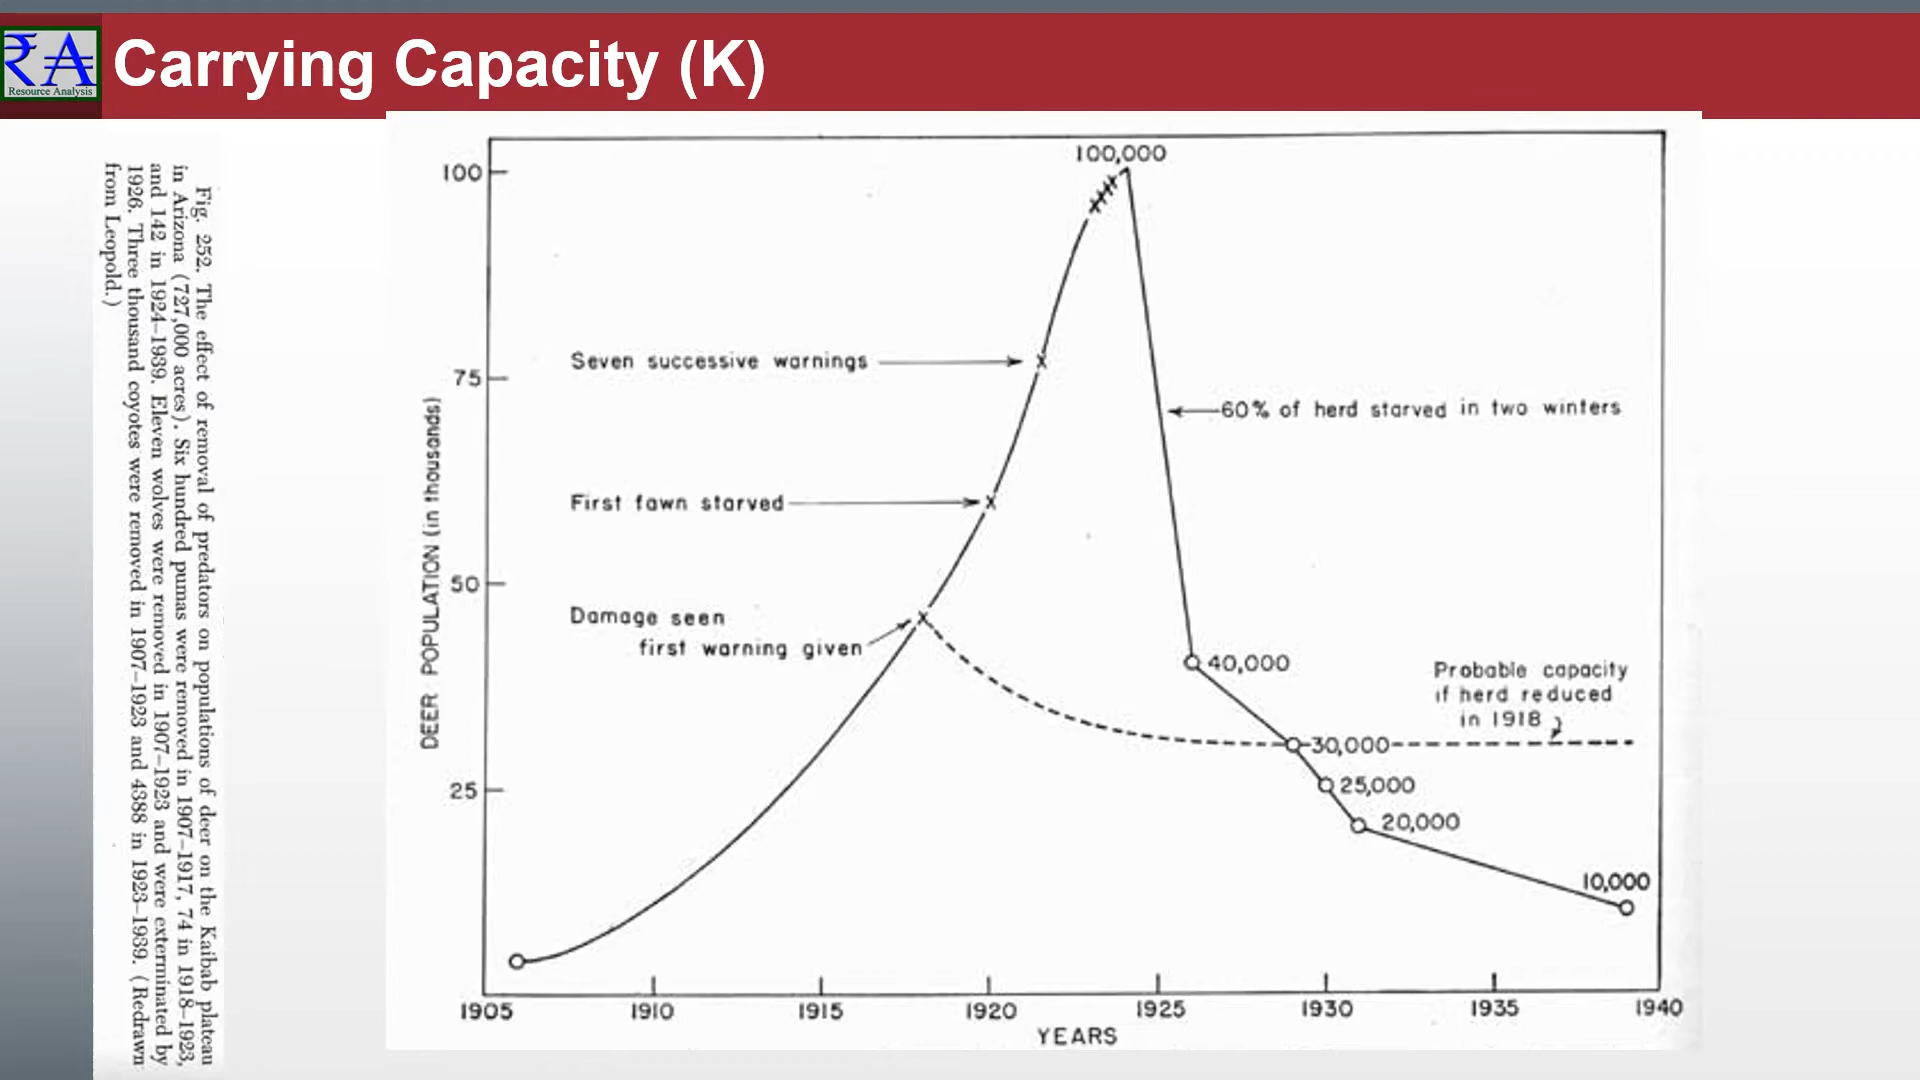 ₹A
Resource Analysis
Carrying Capacity (K)
Fig. 252. The effect of removal of predators on populations of deer on the Kaibab plateau
in Arizona (727,000 acres). Six hundred pumas were removed in 1907–1917, 74 in 1918–1923,
and 142 in 1924–1939. Eleven wolves were removed in 1907–1923 and were exterminated by
1926. Three thousand coyotes were removed in 1907–1923 and 4388 in 1923–1939. (Redrawn
from Leopold.)
DEER POPULATION (in thousands)
100
75
50
25
100,000
Seven successive warnings
60% of herd starved in two winters
First fawn starved
Damage seen
first warning given
40,000
Probable capacity
if herd reduced
in 1918
30,000
25,000
20,000
10,000
1905 1910 1915 1920 1925 1930 1935 1940
YEARS